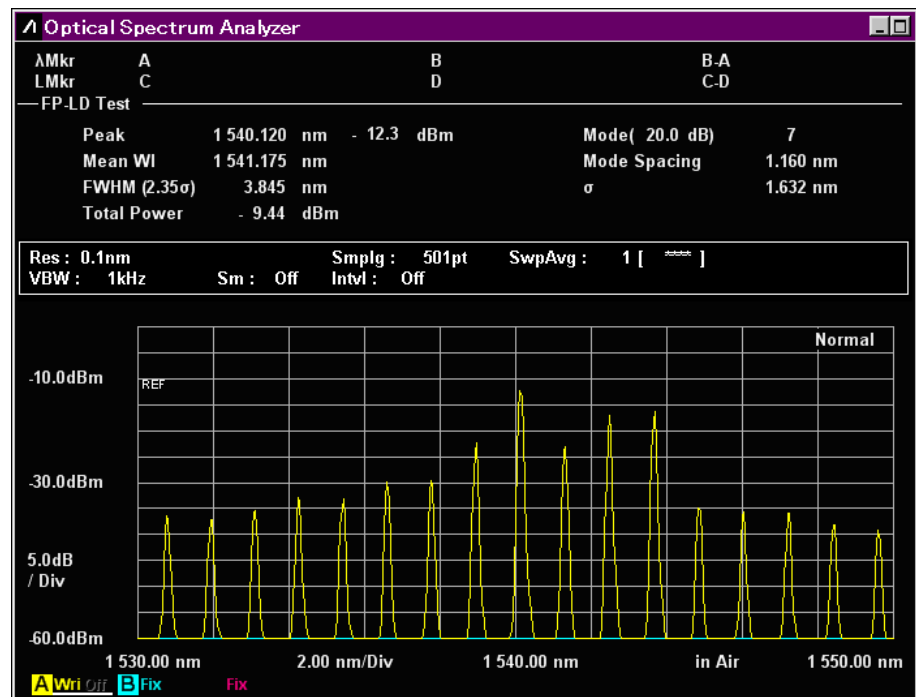 Optical Spectrum Analyzer
λMkr A B B-A
LMkr C D C-D
FP-LD Test
Peak 1 540.120 nm - 12.3 dBm Mode( 20.0 dB) 7
Mean Wl 1 541.175 nm Mode Spacing 1.160 nm
FWHM (2.35σ) 3.845 nm σ 1.632 nm
Total Power - 9.44 dBm
Res : 0.1nm Smplg : 501pt SwpAvg : 1 [ **** ]
VBW : 1kHz Sm : Off Intvl : Off
Normal
-10.0dBm
REF
-30.0dBm
5.0dB
/ Div
-60.0dBm
1 530.00 nm 2.00 nm/Div 1 540.00 nm in Air 1 550.00 nm
A Wri Off B Fix Fix